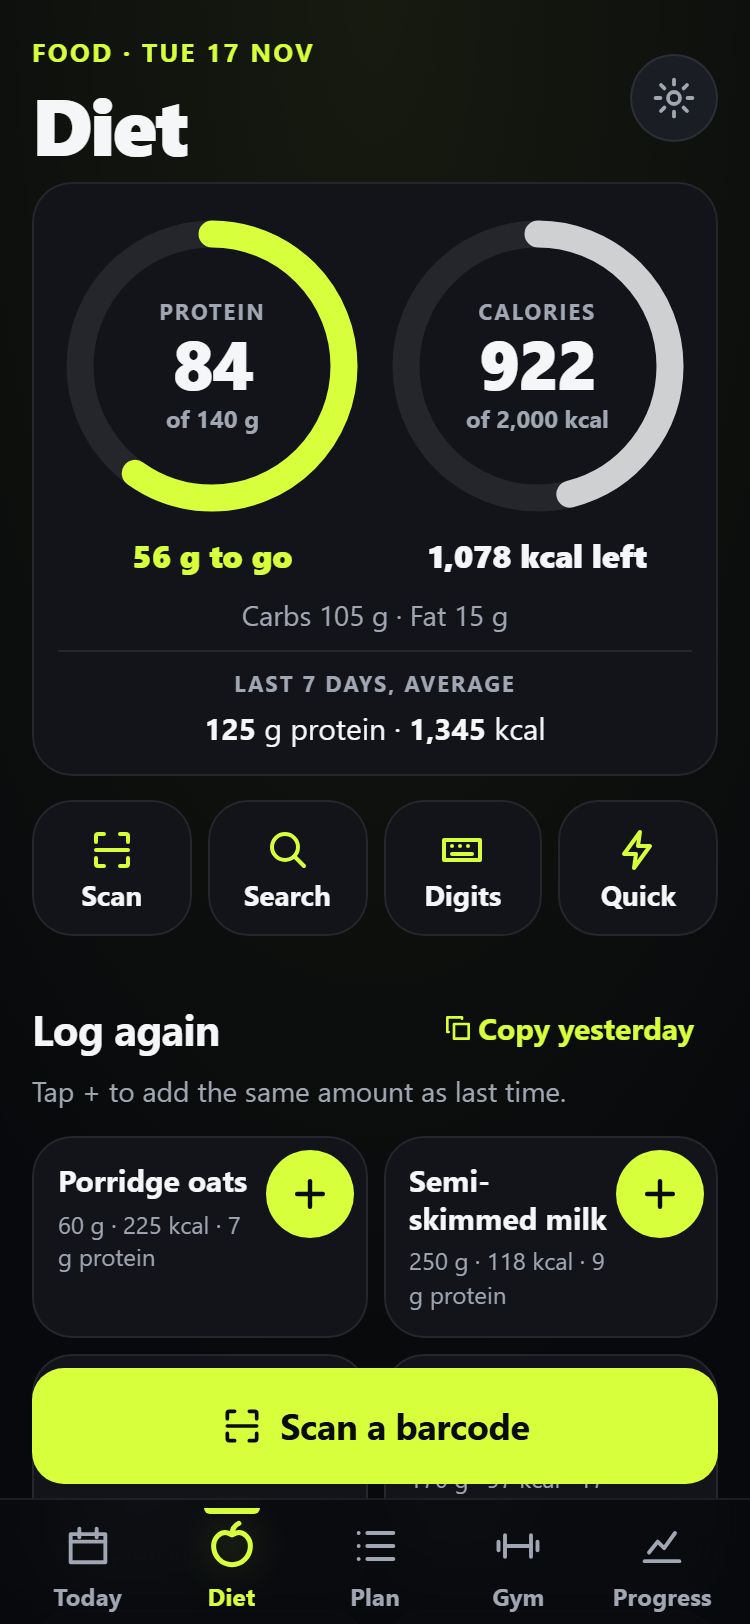 FOOD · TUE 17 NOV
Diet
PROTEIN
84
of 140 g
56 g to go
CALORIES
922
of 2,000 kcal
1,078 kcal left
Carbs 105 g · Fat 15 g
LAST 7 DAYS, AVERAGE
125 g protein · 1,345 kcal
Scan
Search
Digits
Quick
Log again
Copy yesterday
Tap + to add the same amount as last time.
Porridge oats
60 g · 225 kcal · 7
g protein
Semi-
skimmed milk
250 g · 118 kcal · 9
g protein
Scan a barcode
Today
Diet
Plan
Gym
Progress